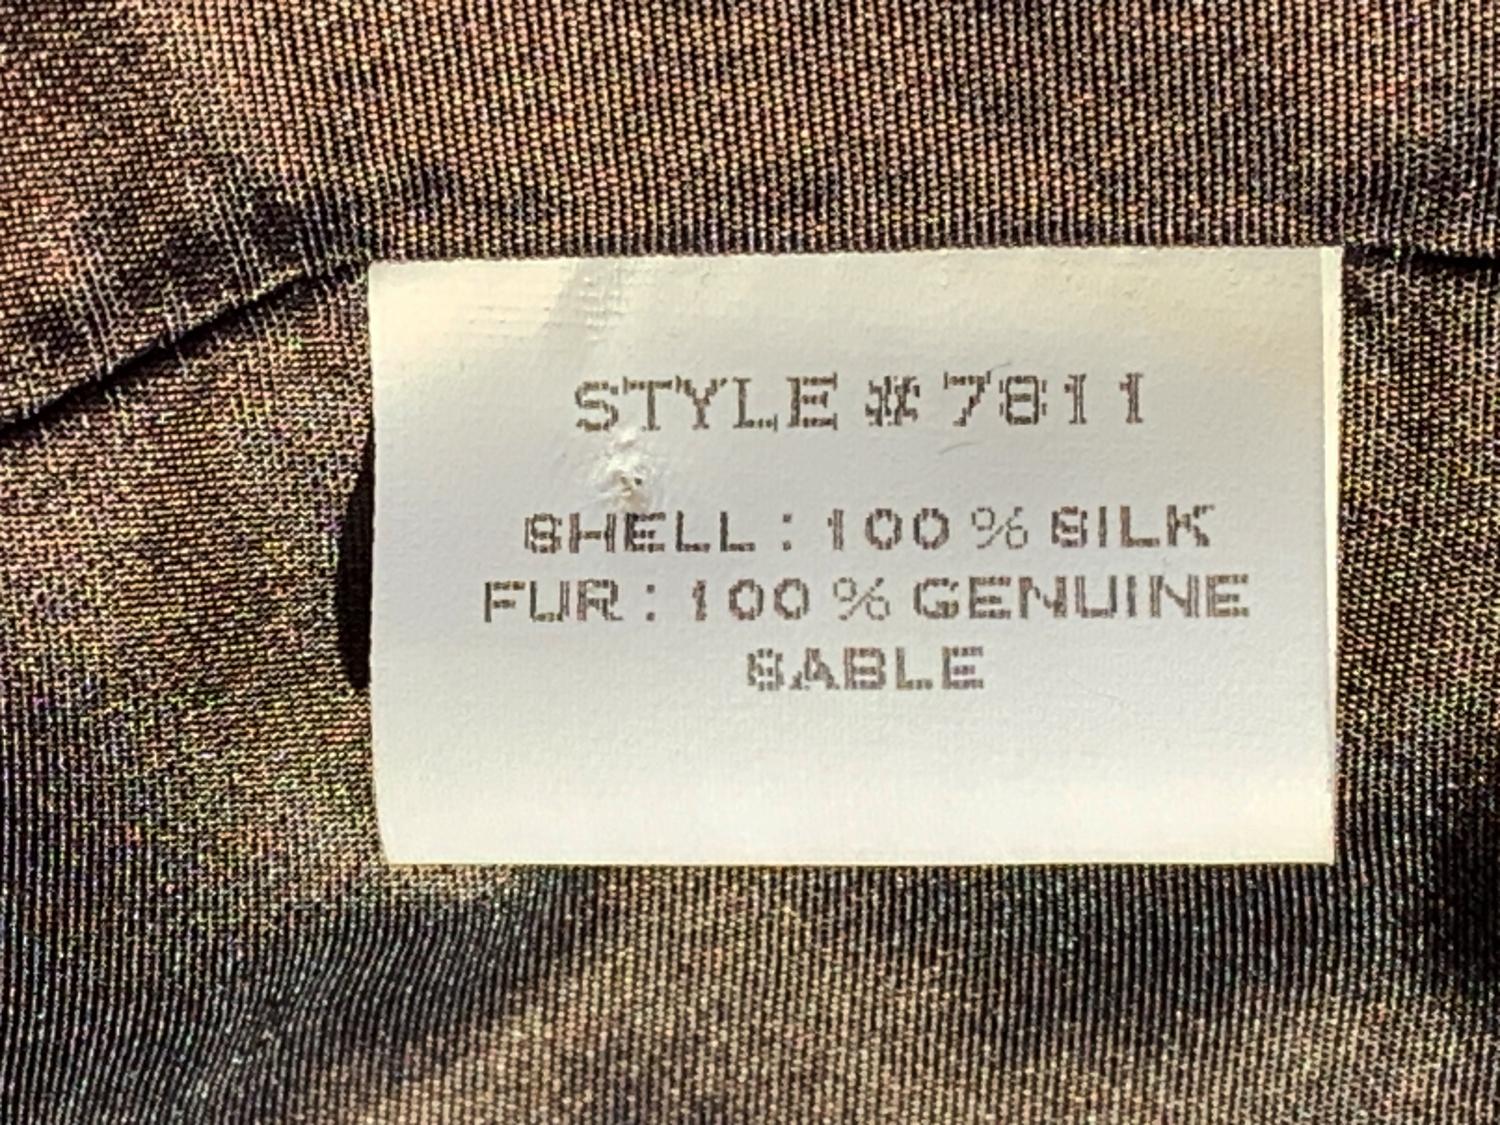 STYLE # 7811
SHELL : 100 % SILK
FUR : 100 % GENUINE
SABLE